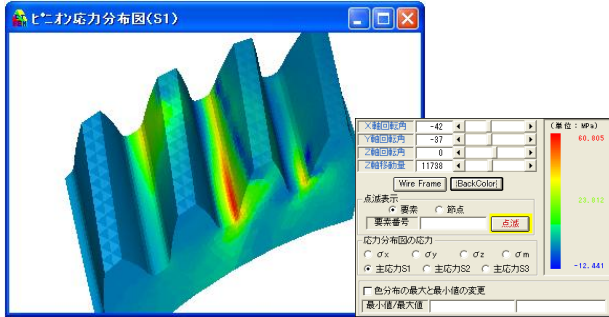 ピニオン応力分布図(S1)
X軸回転角 -42
Y軸回転角 -37
Z軸回転角 0
Z軸移動量 11738
Wire Frame (BackColor)
点滅表示
要素 節点
要素番号 点滅
応力分布図の応力
σx σy σz σm
主応力S1 主応力S2 主応力S3
色分布の最大と最小値の変更
最小値/最大値
(単位:MPa)
60.005
-12.441